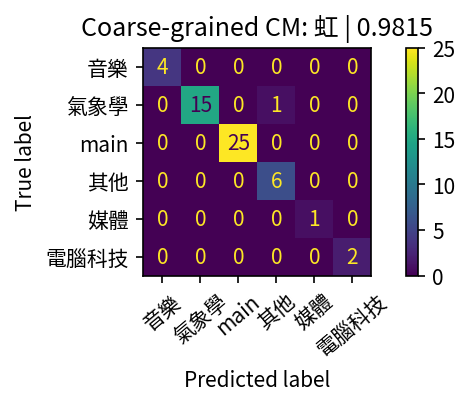 Coarse-grained CM: 虹 | 0.9815
True label
音樂 4 0 0 0 0 0
氣象學 0 15 0 1 0 0
main 0 0 25 0 0 0
其他 0 0 0 6 0 0
媒體 0 0 0 0 1 0
電腦科技 0 0 0 0 0 2
音樂 氣象學 main 其他 媒體 電腦科技
Predicted label
25
20
15
10
5
0